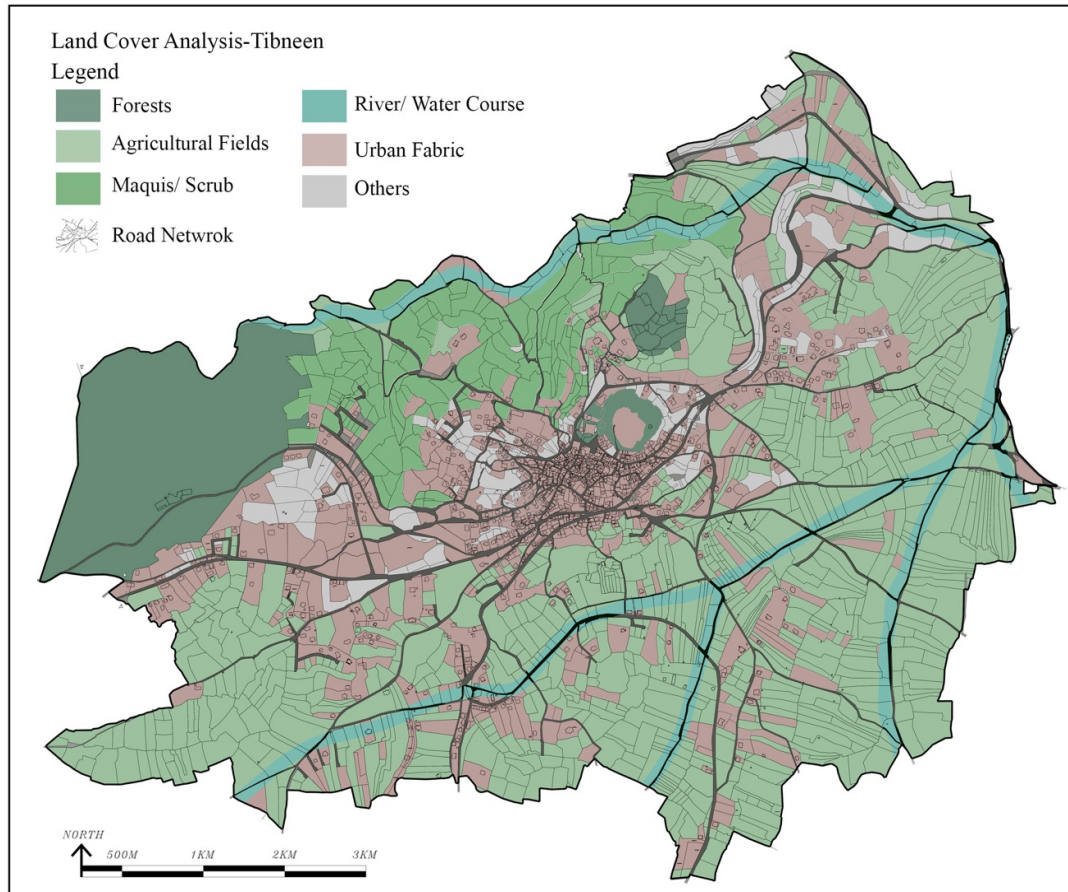 Land Cover Analysis-Tibneen
Legend
Forests
Agricultural Fields
Maquis/ Scrub
Road Netwrok
River/ Water Course
Urban Fabric
Others
NORTH
500M 1KM 2KM 3KM